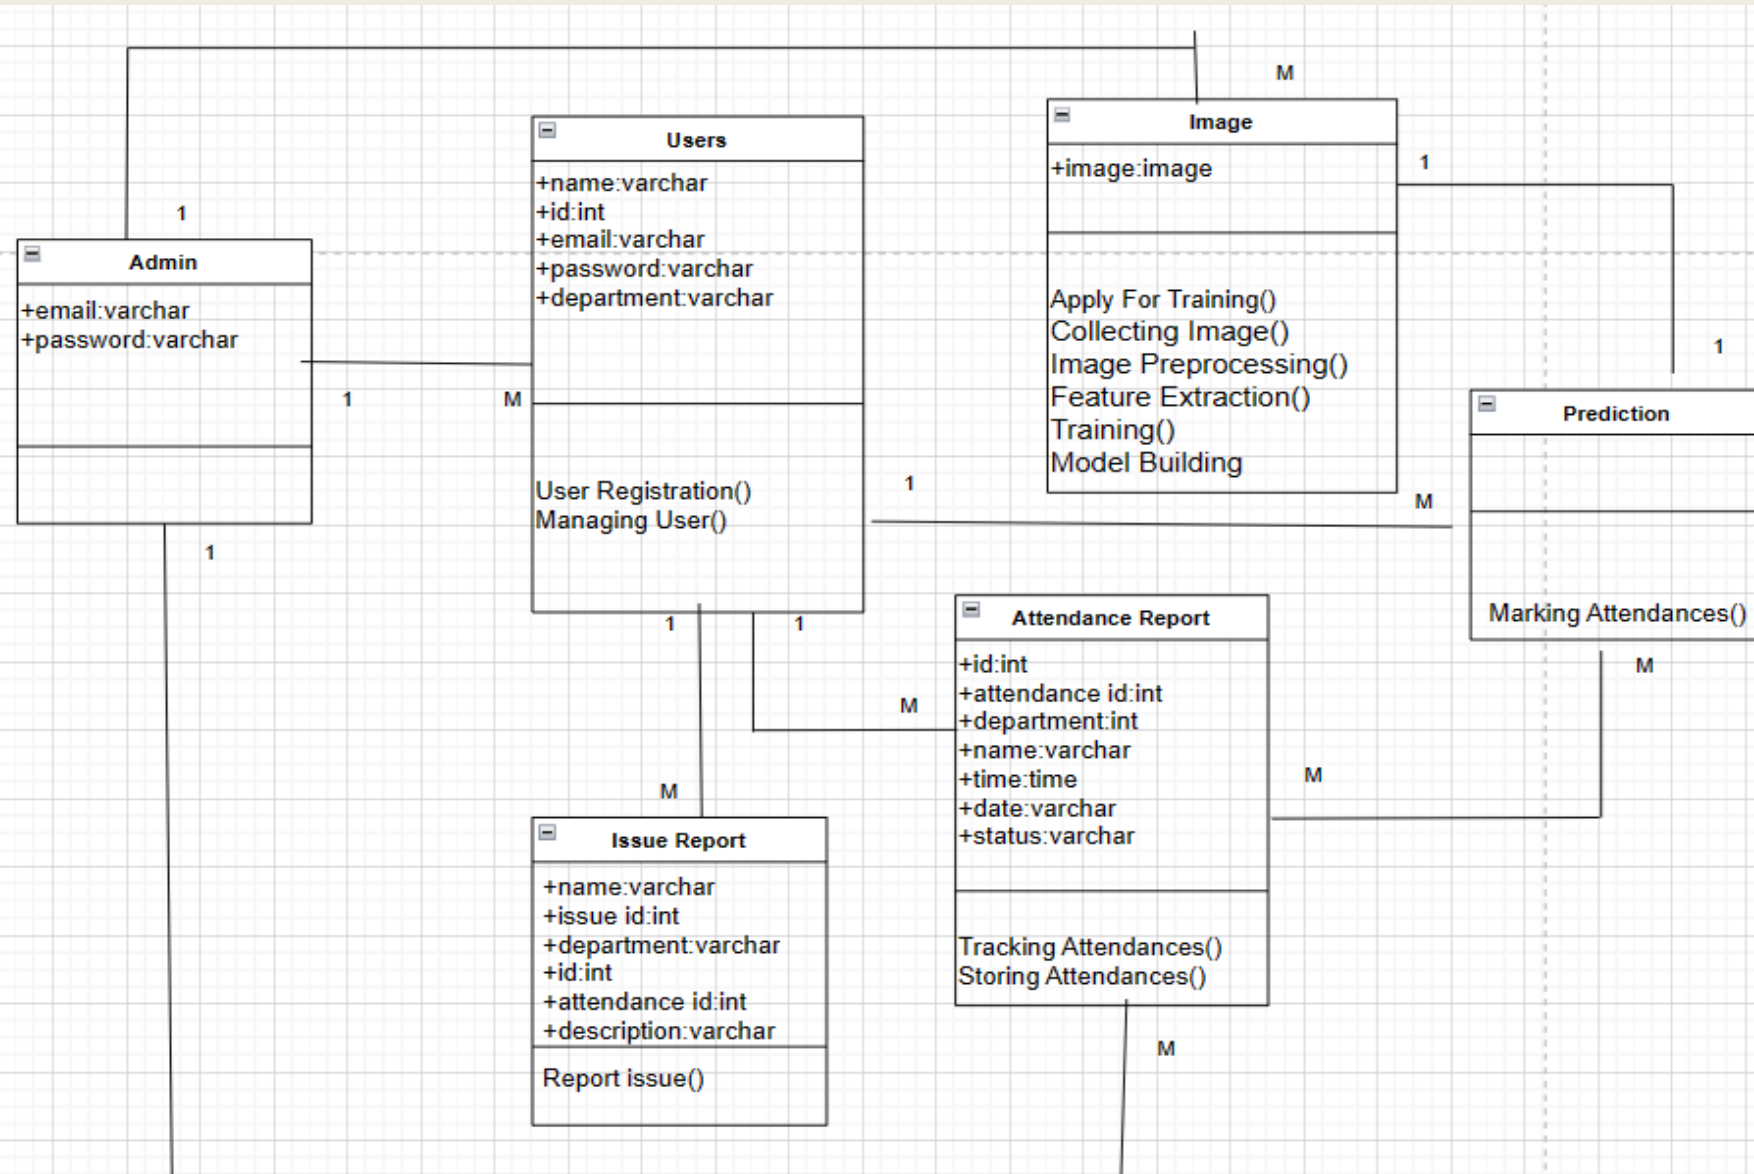 M
Image
+image:image
Apply For Training()
Collecting Image()
Image Preprocessing()
Feature Extraction()
Training()
Model Building
1
1
Users
+name:varchar
+id:int
+email:varchar
+password:varchar
+department:varchar
User Registration()
Managing User()
1
Admin
+email:varchar
+password:varchar
1
M
1
1
M
Prediction
Marking Attendances()
M
1
1
M
M
Attendance Report
+id:int
+attendance id:int
+department:int
+name:varchar
+time:time
+date:varchar
+status:varchar
Tracking Attendances()
Storing Attendances()
M
M
Issue Report
+name:varchar
+issue id:int
+department:varchar
+id:int
+attendance id:int
+description:varchar
Report issue()